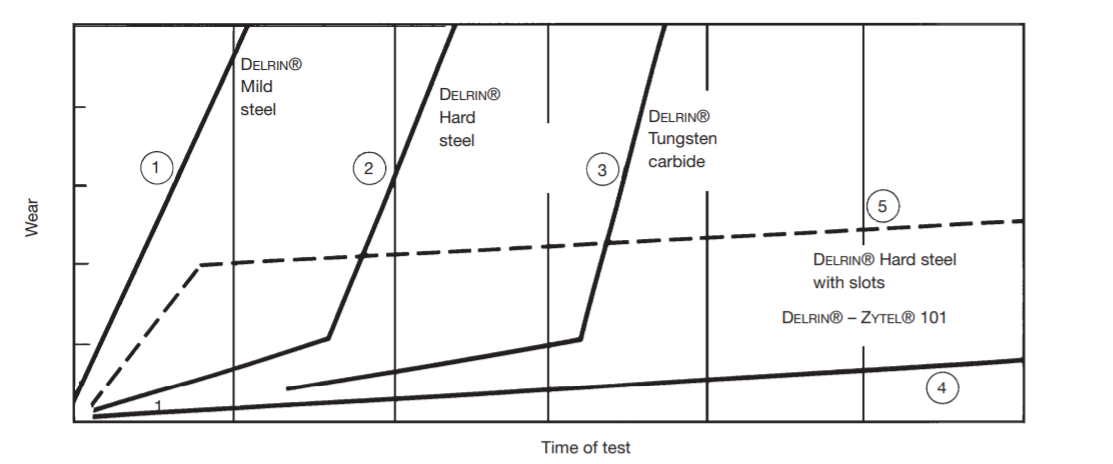 DELRIN®
Mild
steel
DELRIN®
Hard
steel
DELRIN®
Tungsten
carbide
1
2
3
5
Wear
DELRIN® Hard steel
with slots
DELRIN® – ZYTEL® 101
4
1
Time of test